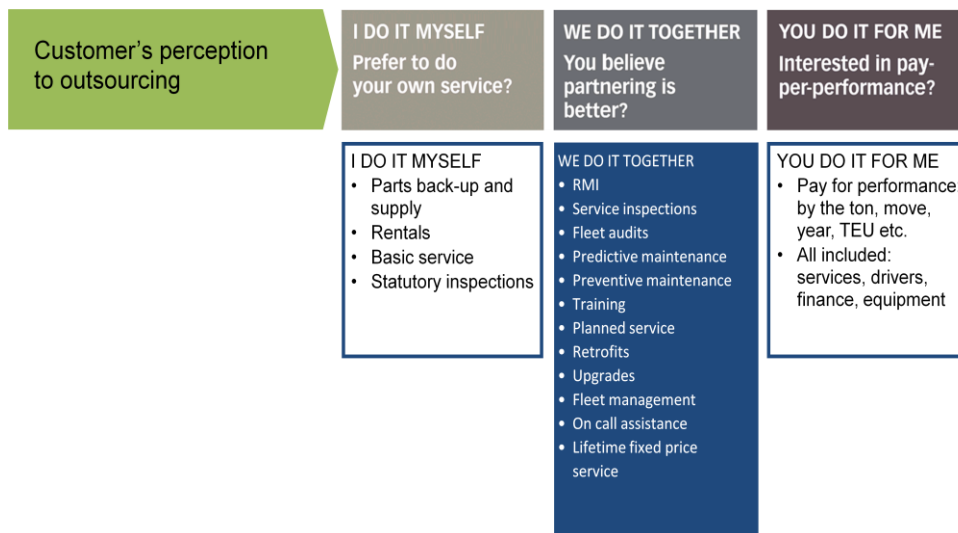 Customer's perception
to outsourcing
I DO IT MYSELF
Prefer to do
your own service?
WE DO IT TOGETHER
You believe
partnering is
better?
YOU DO IT FOR ME
Interested in pay-
per-performance?
I DO IT MYSELF
• Parts back-up and
supply
• Rentals
• Basic service
• Statutory inspections
WE DO IT TOGETHER
• RMI
• Service inspections
• Fleet audits
• Predictive maintenance
• Preventive maintenance
• Training
• Planned service
• Retrofits
• Upgrades
• Fleet management
• On call assistance
• Lifetime fixed price
service
YOU DO IT FOR ME
• Pay for performance:
by the ton, move,
year, TEU etc.
• All included:
services, drivers,
finance, equipment